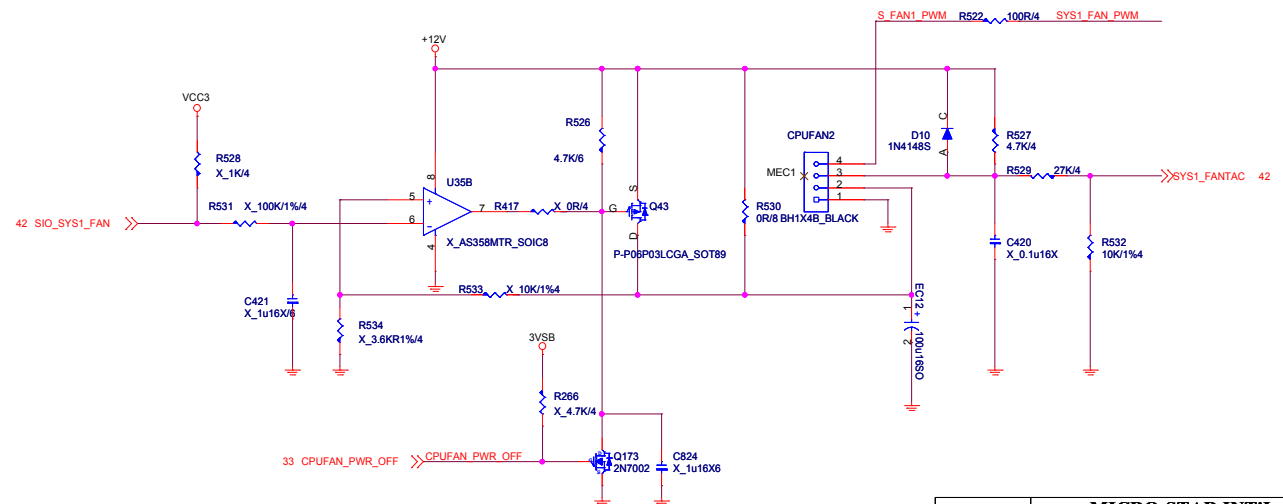 S_FAN1_PWM R522 100R/4 SYS1_FAN_PWM
+12V
VCC3
R526
4.7K/6
CPUFAN2
D10
1N4148S
C
A
R527
4.7K/4
R528
X_1K/4
MEC1
4
3
2
1
R529 27K/4
SYS1_FANTAC 42
U35B
8
5
+
6
-
7
4
R417 X_0R/4
G
S
D
Q43
R530
0R/8
BH1X4B_BLACK
42 SIO_SYS1_FAN
R531 X_100K/1%/4
X_AS358MTR_SOIC8
P-P06P03LCGA_SOT89
C420
X_0.1u16X
R532
10K/1%4
C421
X_1u16X/6
R533 X_10K/1%4
R534
X_3.6KR1%/4
EC12
1
+
2
100u16SO
3VSB
R266
X_4.7K/4
33 CPUFAN_PWR_OFF CPUFAN_PWR_OFF
Q173
2N7002
C824
X_1u16X6